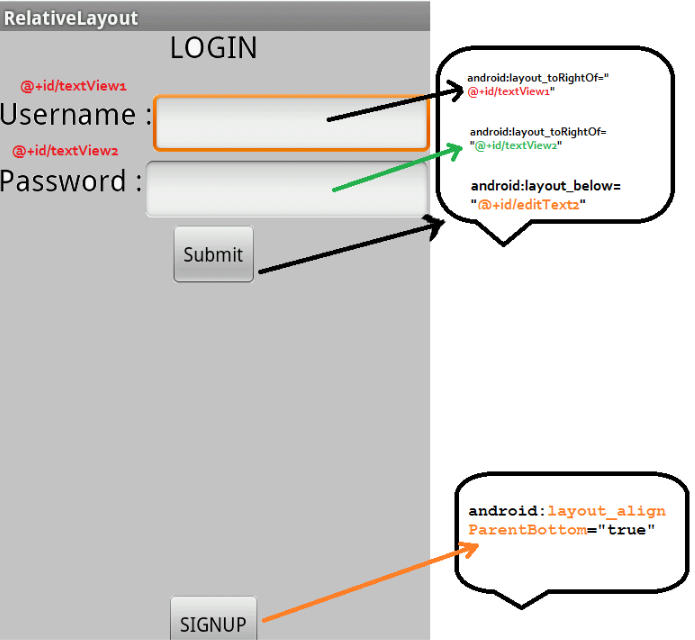 RelativeLayout
LOGIN
@+id/textView1
Username :
@+id/textView2
Password :
Submit
SIGNUP
android:layout_toRightOf="
@+id/textView1"
android:layout_toRightOf=
"@+id/textView2"
android:layout_below=
"@+id/editText2"
android:layout_align
ParentBottom="true"